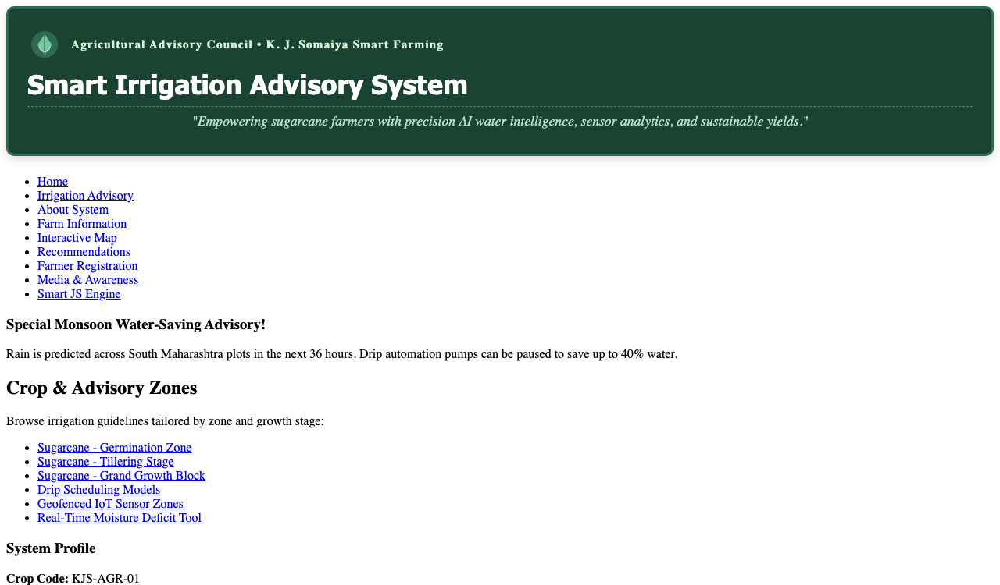 Agricultural Advisory Council • K. J. Somaiya Smart Farming
Smart Irrigation Advisory System
"Empowering sugarcane farmers with precision AI water intelligence, sensor analytics, and sustainable yields."
Home
Irrigation Advisory
About System
Farm Information
Interactive Map
Recommendations
Farmer Registration
Media & Awareness
Smart JS Engine
Special Monsoon Water-Saving Advisory!
Rain is predicted across South Maharashtra plots in the next 36 hours. Drip automation pumps can be paused to save up to 40% water.
Crop & Advisory Zones
Browse irrigation guidelines tailored by zone and growth stage:
Sugarcane - Germination Zone
Sugarcane - Tillering Stage
Sugarcane - Grand Growth Block
Drip Scheduling Models
Geofenced IoT Sensor Zones
Real-Time Moisture Deficit Tool
System Profile
Crop Code: KJS-AGR-01